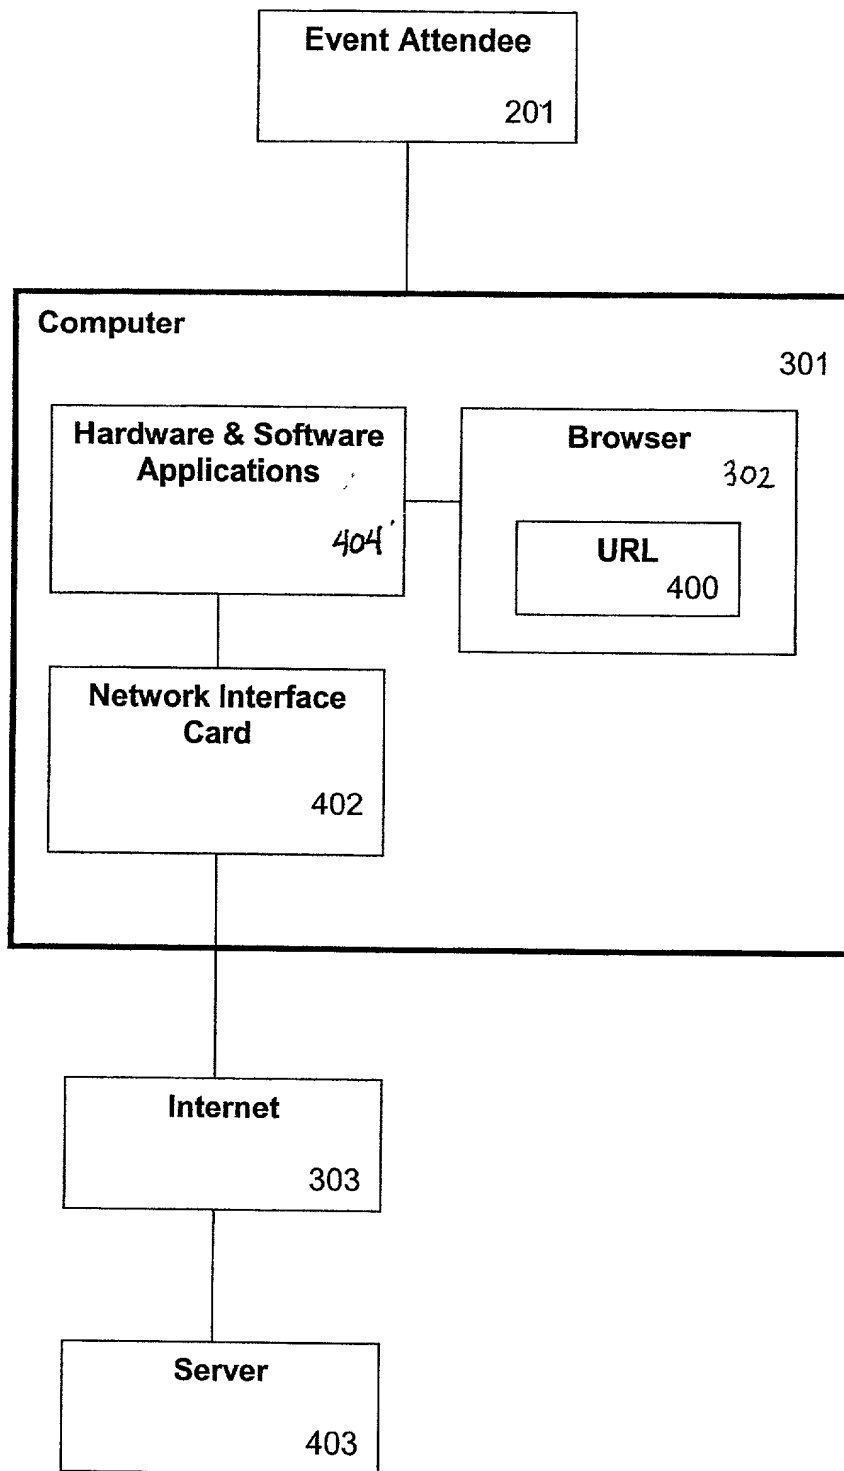 Event Attendee
201
Computer
301
Hardware & Software
Applications
404
Browser
302
URL
400
Network Interface
Card
402
Internet
303
Server
403